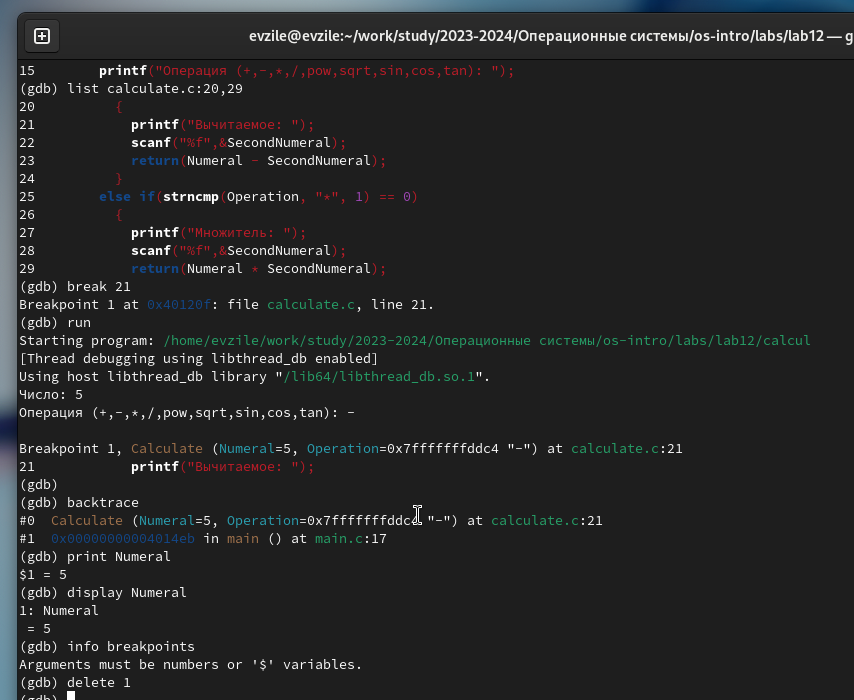 evzile@evzile:~/work/study/2023-2024/Операционные системы/os-intro/labs/lab12 — g
15        printf("Операция (+,-,*,/,pow,sqrt,sin,cos,tan): ");
(gdb) list calculate.c:20,29
20          {
21            printf("Вычитаемое: ");
22            scanf("%f",&SecondNumeral);
23            return(Numeral - SecondNumeral);
24          }
25        else if(strncmp(Operation, "*", 1) == 0)
26          {
27            printf("Множитель: ");
28            scanf("%f",&SecondNumeral);
29            return(Numeral * SecondNumeral);
(gdb) break 21
Breakpoint 1 at 0x40120f: file calculate.c, line 21.
(gdb) run
Starting program: /home/evzile/work/study/2023-2024/Операционные системы/os-intro/labs/lab12/calcul
[Thread debugging using libthread_db enabled]
Using host libthread_db library "/lib64/libthread_db.so.1".
Число: 5
Операция (+,-,*,/,pow,sqrt,sin,cos,tan): -
Breakpoint 1, Calculate (Numeral=5, Operation=0x7fffffffddc4 "-") at calculate.c:21
21            printf("Вычитаемое: ");
(gdb)
(gdb) backtrace
#0  Calculate (Numeral=5, Operation=0x7fffffffddc4 "-") at calculate.c:21
#1  0x00000000004014eb in main () at main.c:17
(gdb) print Numeral
$1 = 5
(gdb) display Numeral
1: Numeral
 = 5
(gdb) info breakpoints
Arguments must be numbers or '$' variables.
(gdb) delete 1
(gdb)